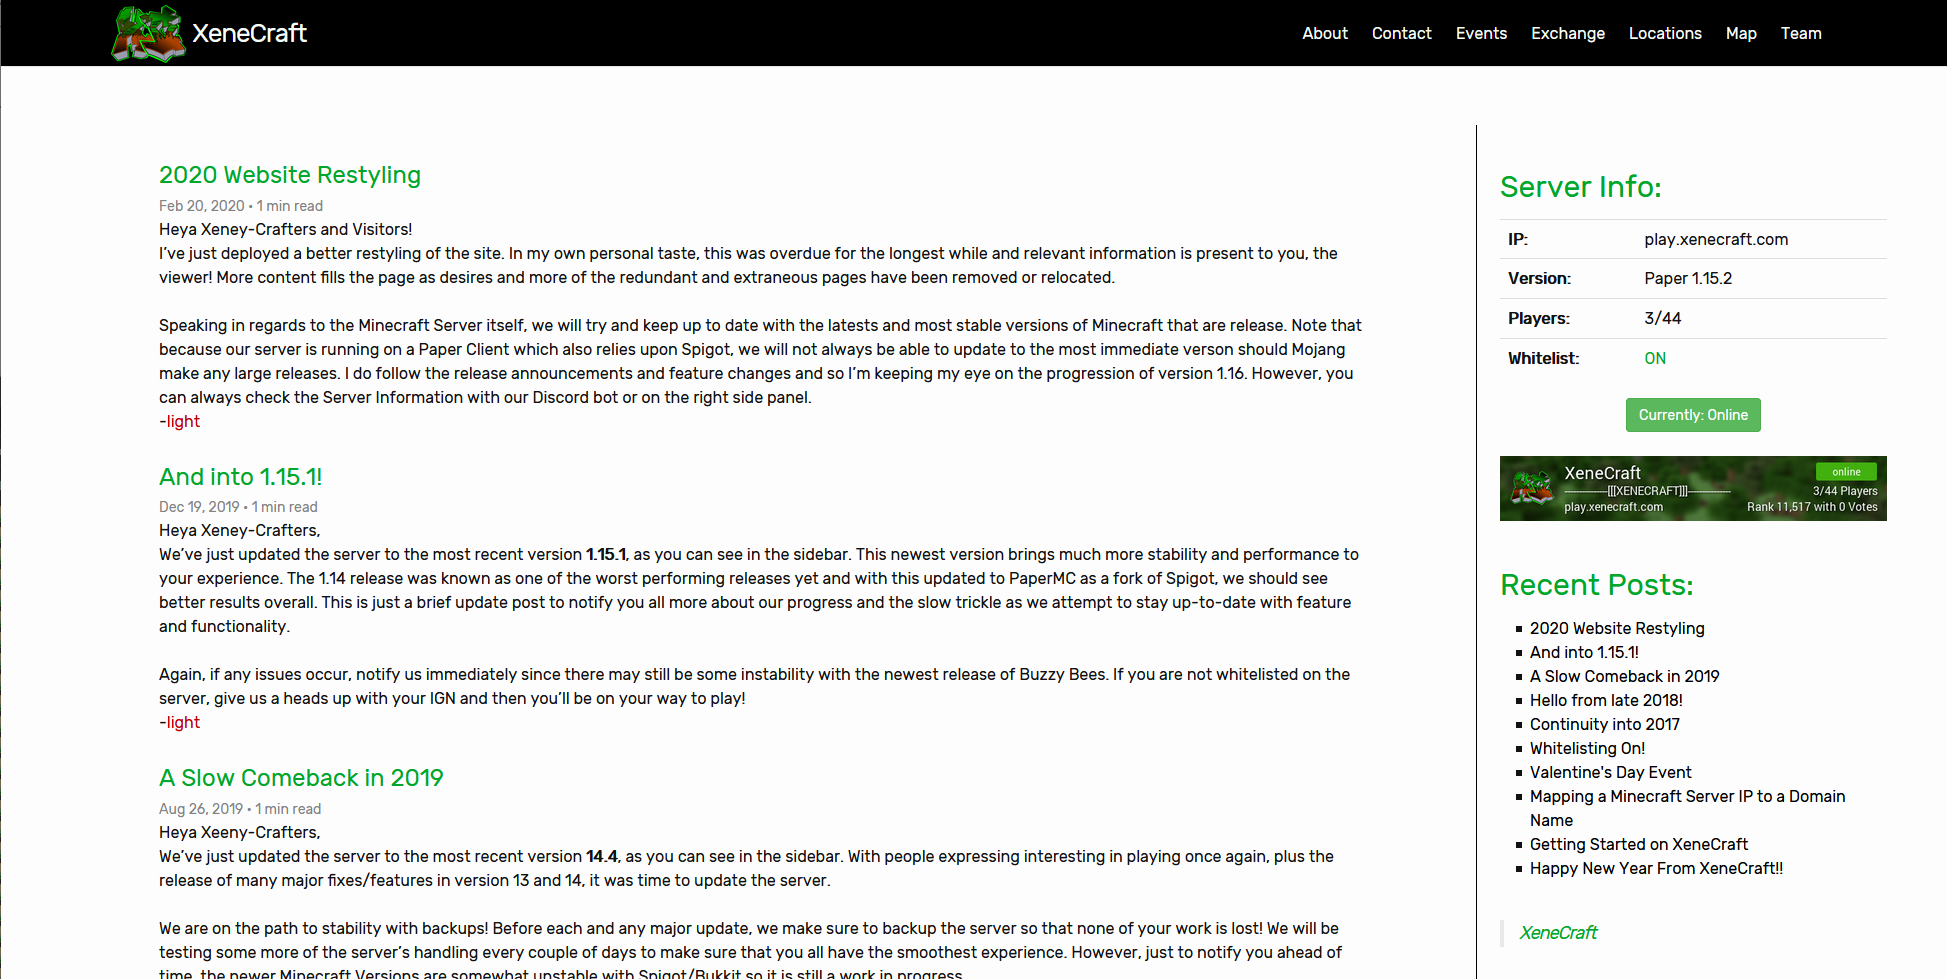 XeneCraft
About Contact Events Exchange Locations Map Team
2020 Website Restyling
Feb 20, 2020 • 1 min read
Heya Xeney-Crafters and Visitors!
I've just deployed a better restyling of the site. In my own personal taste, this was overdue for the longest while and relevant information is present to you, the
viewer! More content fills the page as desires and more of the redundant and extraneous pages have been removed or relocated.
Speaking in regards to the Minecraft Server itself, we will try and keep up to date with the latests and most stable versions of Minecraft that are release. Note that
because our server is running on a Paper Client which also relies upon Spigot, we will not always be able to update to the most immediate verson should Mojang
make any large releases. I do follow the release announcements and feature changes and so I'm keeping my eye on the progression of version 1.16. However, you
can always check the Server Information with our Discord bot or on the right side panel.
-light
And into 1.15.1!
Dec 19, 2019 • 1 min read
Heya Xeney-Crafters,
We've just updated the server to the most recent version 1.15.1, as you can see in the sidebar. This newest version brings much more stability and performance to
your experience. The 1.14 release was known as one of the worst performing releases yet and with this updated to PaperMC as a fork of Spigot, we should see
better results overall. This is just a brief update post to notify you all more about our progress and the slow trickle as we attempt to stay up-to-date with feature
and functionality.
Again, if any issues occur, notify us immediately since there may still be some instability with the newest release of Buzzy Bees. If you are not whitelisted on the
server, give us a heads up with your IGN and then you'll be on your way to play!
-light
A Slow Comeback in 2019
Aug 26, 2019 • 1 min read
Heya Xeeny-Crafters,
We've just updated the server to the most recent version 14.4, as you can see in the sidebar. With people expressing interesting in playing once again, plus the
release of many major fixes/features in version 13 and 14, it was time to update the server.
We are on the path to stability with backups! Before each and any major update, we make sure to backup the server so that none of your work is lost! We will be
testing some more of the server's handling every couple of days to make sure that you all have the smoothest experience. However, just to notify you ahead of
time, the newer Minecraft Versions are somewhat unstable with Spigot/Bukkit so it is still a work in progress.
Server Info:
IP: play.xenecraft.com
Version: Paper 1.15.2
Players: 3/44
Whitelist: ON
Currently: Online
XeneCraft online
---------------[[[XENECRAFT]]]--------------- 3/44 Players
play.xenecraft.com Rank 11,517 with 0 Votes
Recent Posts:
2020 Website Restyling
And into 1.15.1!
A Slow Comeback in 2019
Hello from late 2018!
Continuity into 2017
Whitelisting On!
Valentine's Day Event
Mapping a Minecraft Server IP to a Domain
Name
Getting Started on XeneCraft
Happy New Year From XeneCraft!!
XeneCraft